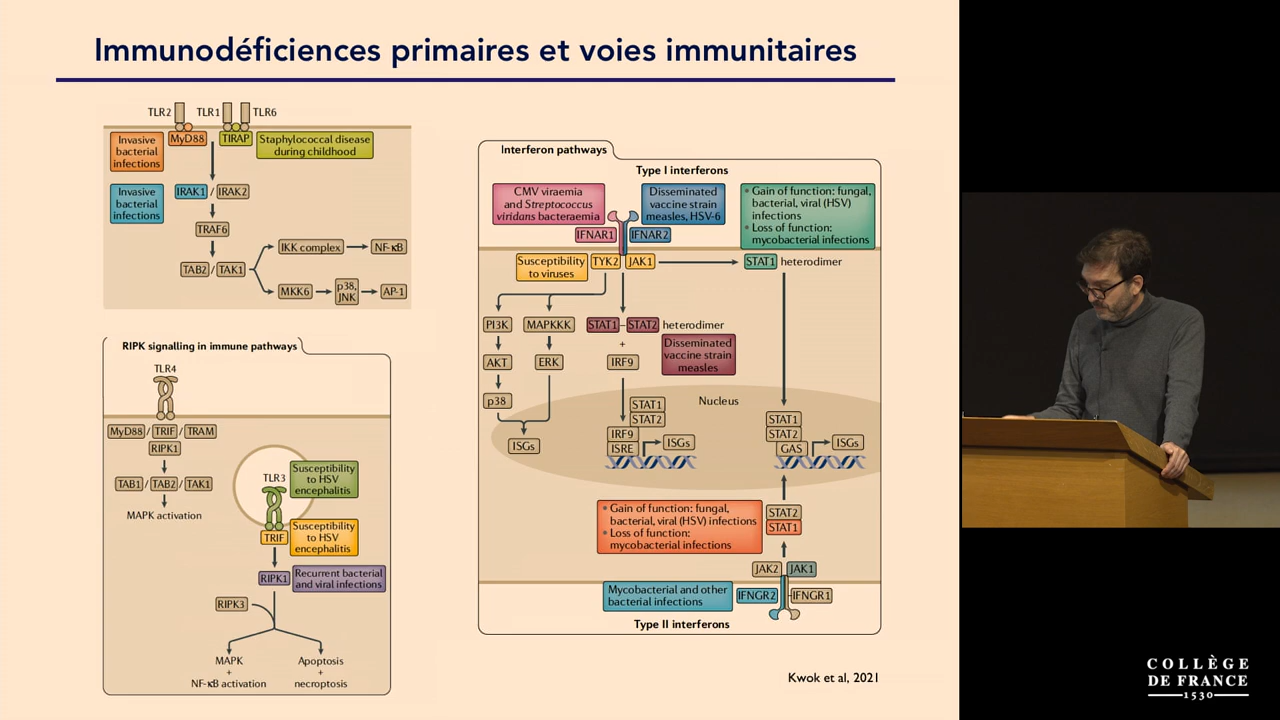 Immunodéficiences primaires et voies immunitaires
TLR2
TLR1
TLR6
Invasive
bacterial
infections
MyD88
TIRAP
Staphylococcal disease
during childhood
Invasive
bacterial
infections
IRAK1 / IRAK2
TRAF6
TAB2 / TAK1
IKK complex
NF-κB
MKK6
p38,
JNK
AP-1
RIPK signalling in immune pathways
TLR4
MyD88 / TRIF / TRAM
RIPK1
TAB1 / TAB2 / TAK1
MAPK activation
TLR3
Susceptibility
to HSV
encephalitis
TRIF
Susceptibility
to HSV
encephalitis
RIPK1
Recurrent bacterial
and viral infections
RIPK3
MAPK
+
NF-κB activation
Apoptosis
+
necroptosis
Interferon pathways
Type I interferons
CMV viraemia
and Streptococcus
viridans bacteraemia
Disseminated
vaccine strain
measles, HSV-6
• Gain of function: fungal,
bacterial, viral (HSV)
infections
• Loss of function:
mycobacterial infections
IFNAR1
IFNAR2
Susceptibility
to viruses
TYK2
JAK1
STAT1 heterodimer
PI3K
MAPKKK
STAT1 – STAT2 heterodimer
+
Disseminated
vaccine strain
measles
AKT
ERK
IRF9
p38
Nucleus
STAT1
STAT2
IRF9
ISRE
ISGs
ISGs
STAT1
STAT2
GAS
ISGs
• Gain of function: fungal,
bacterial, viral (HSV) infections
• Loss of function:
mycobacterial infections
STAT2
STAT1
JAK2
JAK1
Mycobacterial and other
bacterial infections
IFNGR2
IFNGR1
Type II interferons
Kwok et al, 2021
COLLÈGE
DE FRANCE
1530